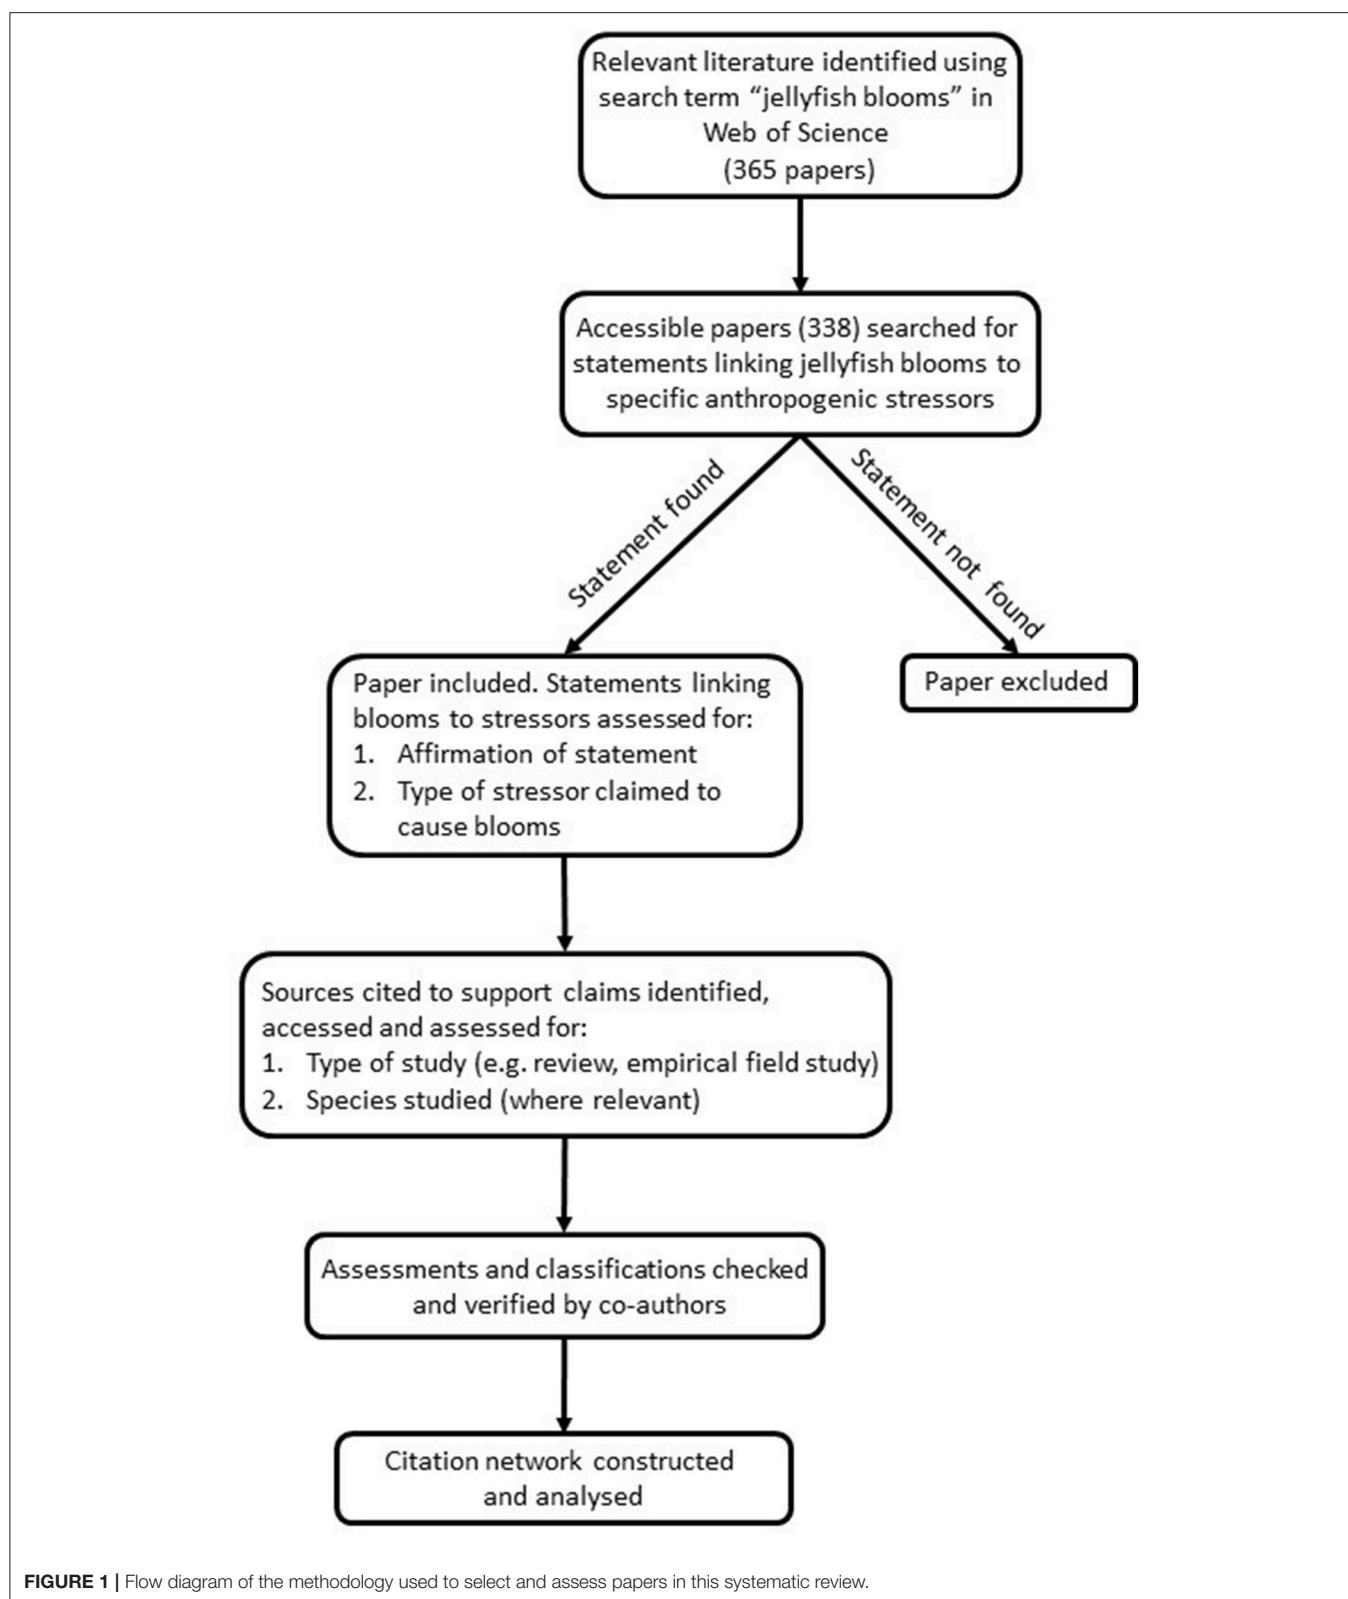 Relevant literature identified using
search term “jellyfish blooms” in
Web of Science
(365 papers)
Accessible papers (338) searched for
statements linking jellyfish blooms to
specific anthropogenic stressors
Statement found
Statement not found
Paper included. Statements linking
blooms to stressors assessed for:
1. Affirmation of statement
2. Type of stressor claimed to
cause blooms
Paper excluded
Sources cited to support claims identified,
accessed and assessed for:
1. Type of study (e.g. review, empirical field study)
2. Species studied (where relevant)
Assessments and classifications checked
and verified by co-authors
Citation network constructed
and analysed
FIGURE 1 | Flow diagram of the methodology used to select and assess papers in this systematic review.